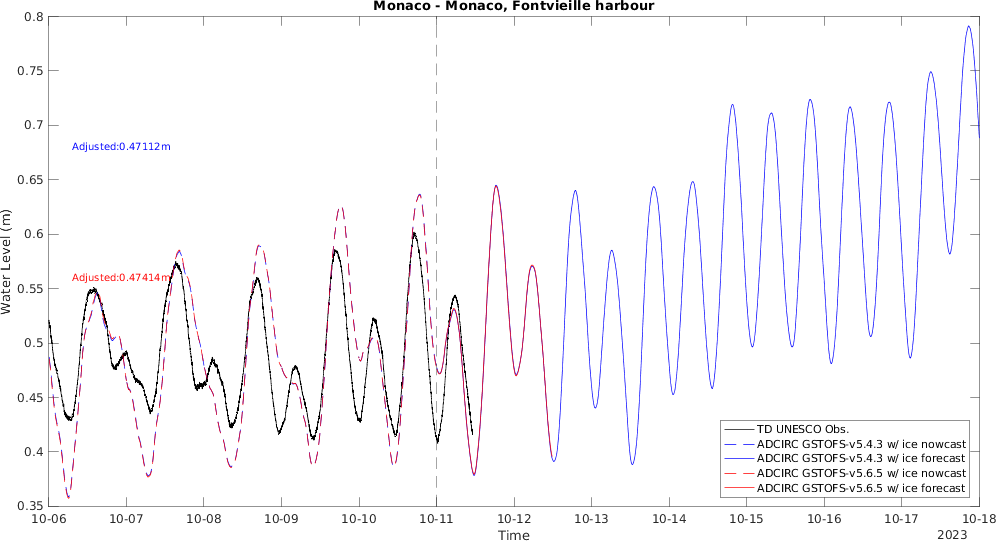 Monaco - Monaco, Fontvieille harbour
Water Level (m)
0.8
0.75
0.7
0.65
0.6
0.55
0.5
0.45
0.4
0.35
Adjusted:0.47112m
Adjusted:0.47414m
TD UNESCO Obs.
ADCIRC GSTOFS-v5.4.3 w/ ice nowcast
ADCIRC GSTOFS-v5.4.3 w/ ice forecast
ADCIRC GSTOFS-v5.6.5 w/ ice nowcast
ADCIRC GSTOFS-v5.6.5 w/ ice forecast
10-06 10-07 10-08 10-09 10-10 10-11 10-12 10-13 10-14 10-15 10-16 10-17 10-18
Time
2023